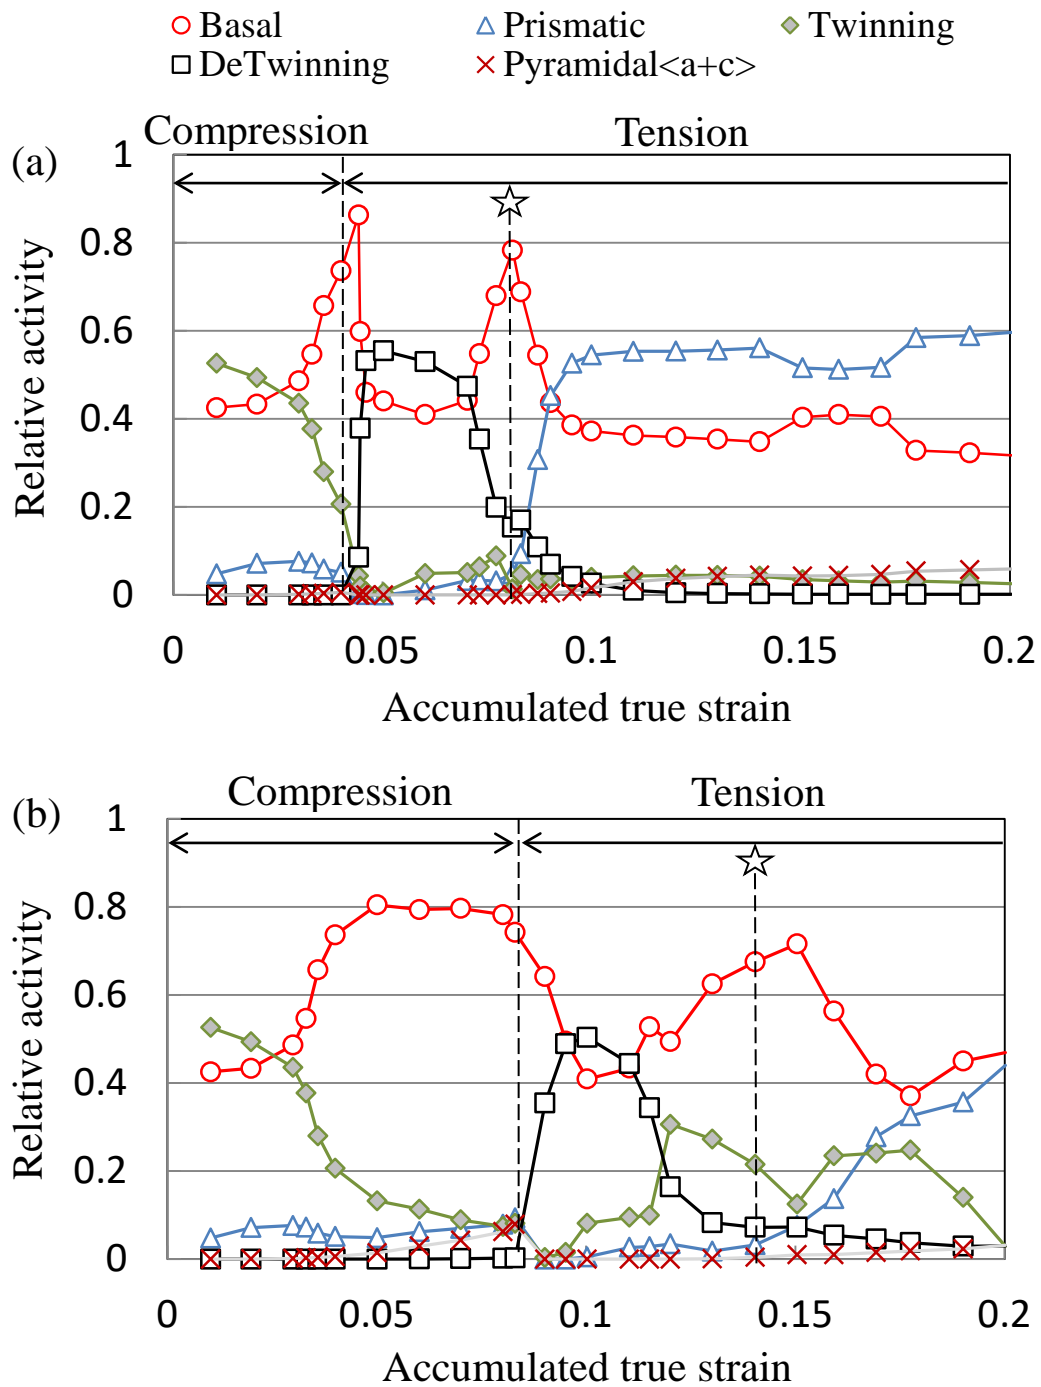 Basal Prismatic Twinning
DeTwinning Pyramidal<a+c>
Compression Tension
(a)
1
0.8
0.6
0.4
0.2
0
Relative activity
0 0.05 0.1 0.15 0.2
Accumulated true strain
Compression Tension
(b)
1
0.8
0.6
0.4
0.2
0
Relative activity
0 0.05 0.1 0.15 0.2
Accumulated true strain